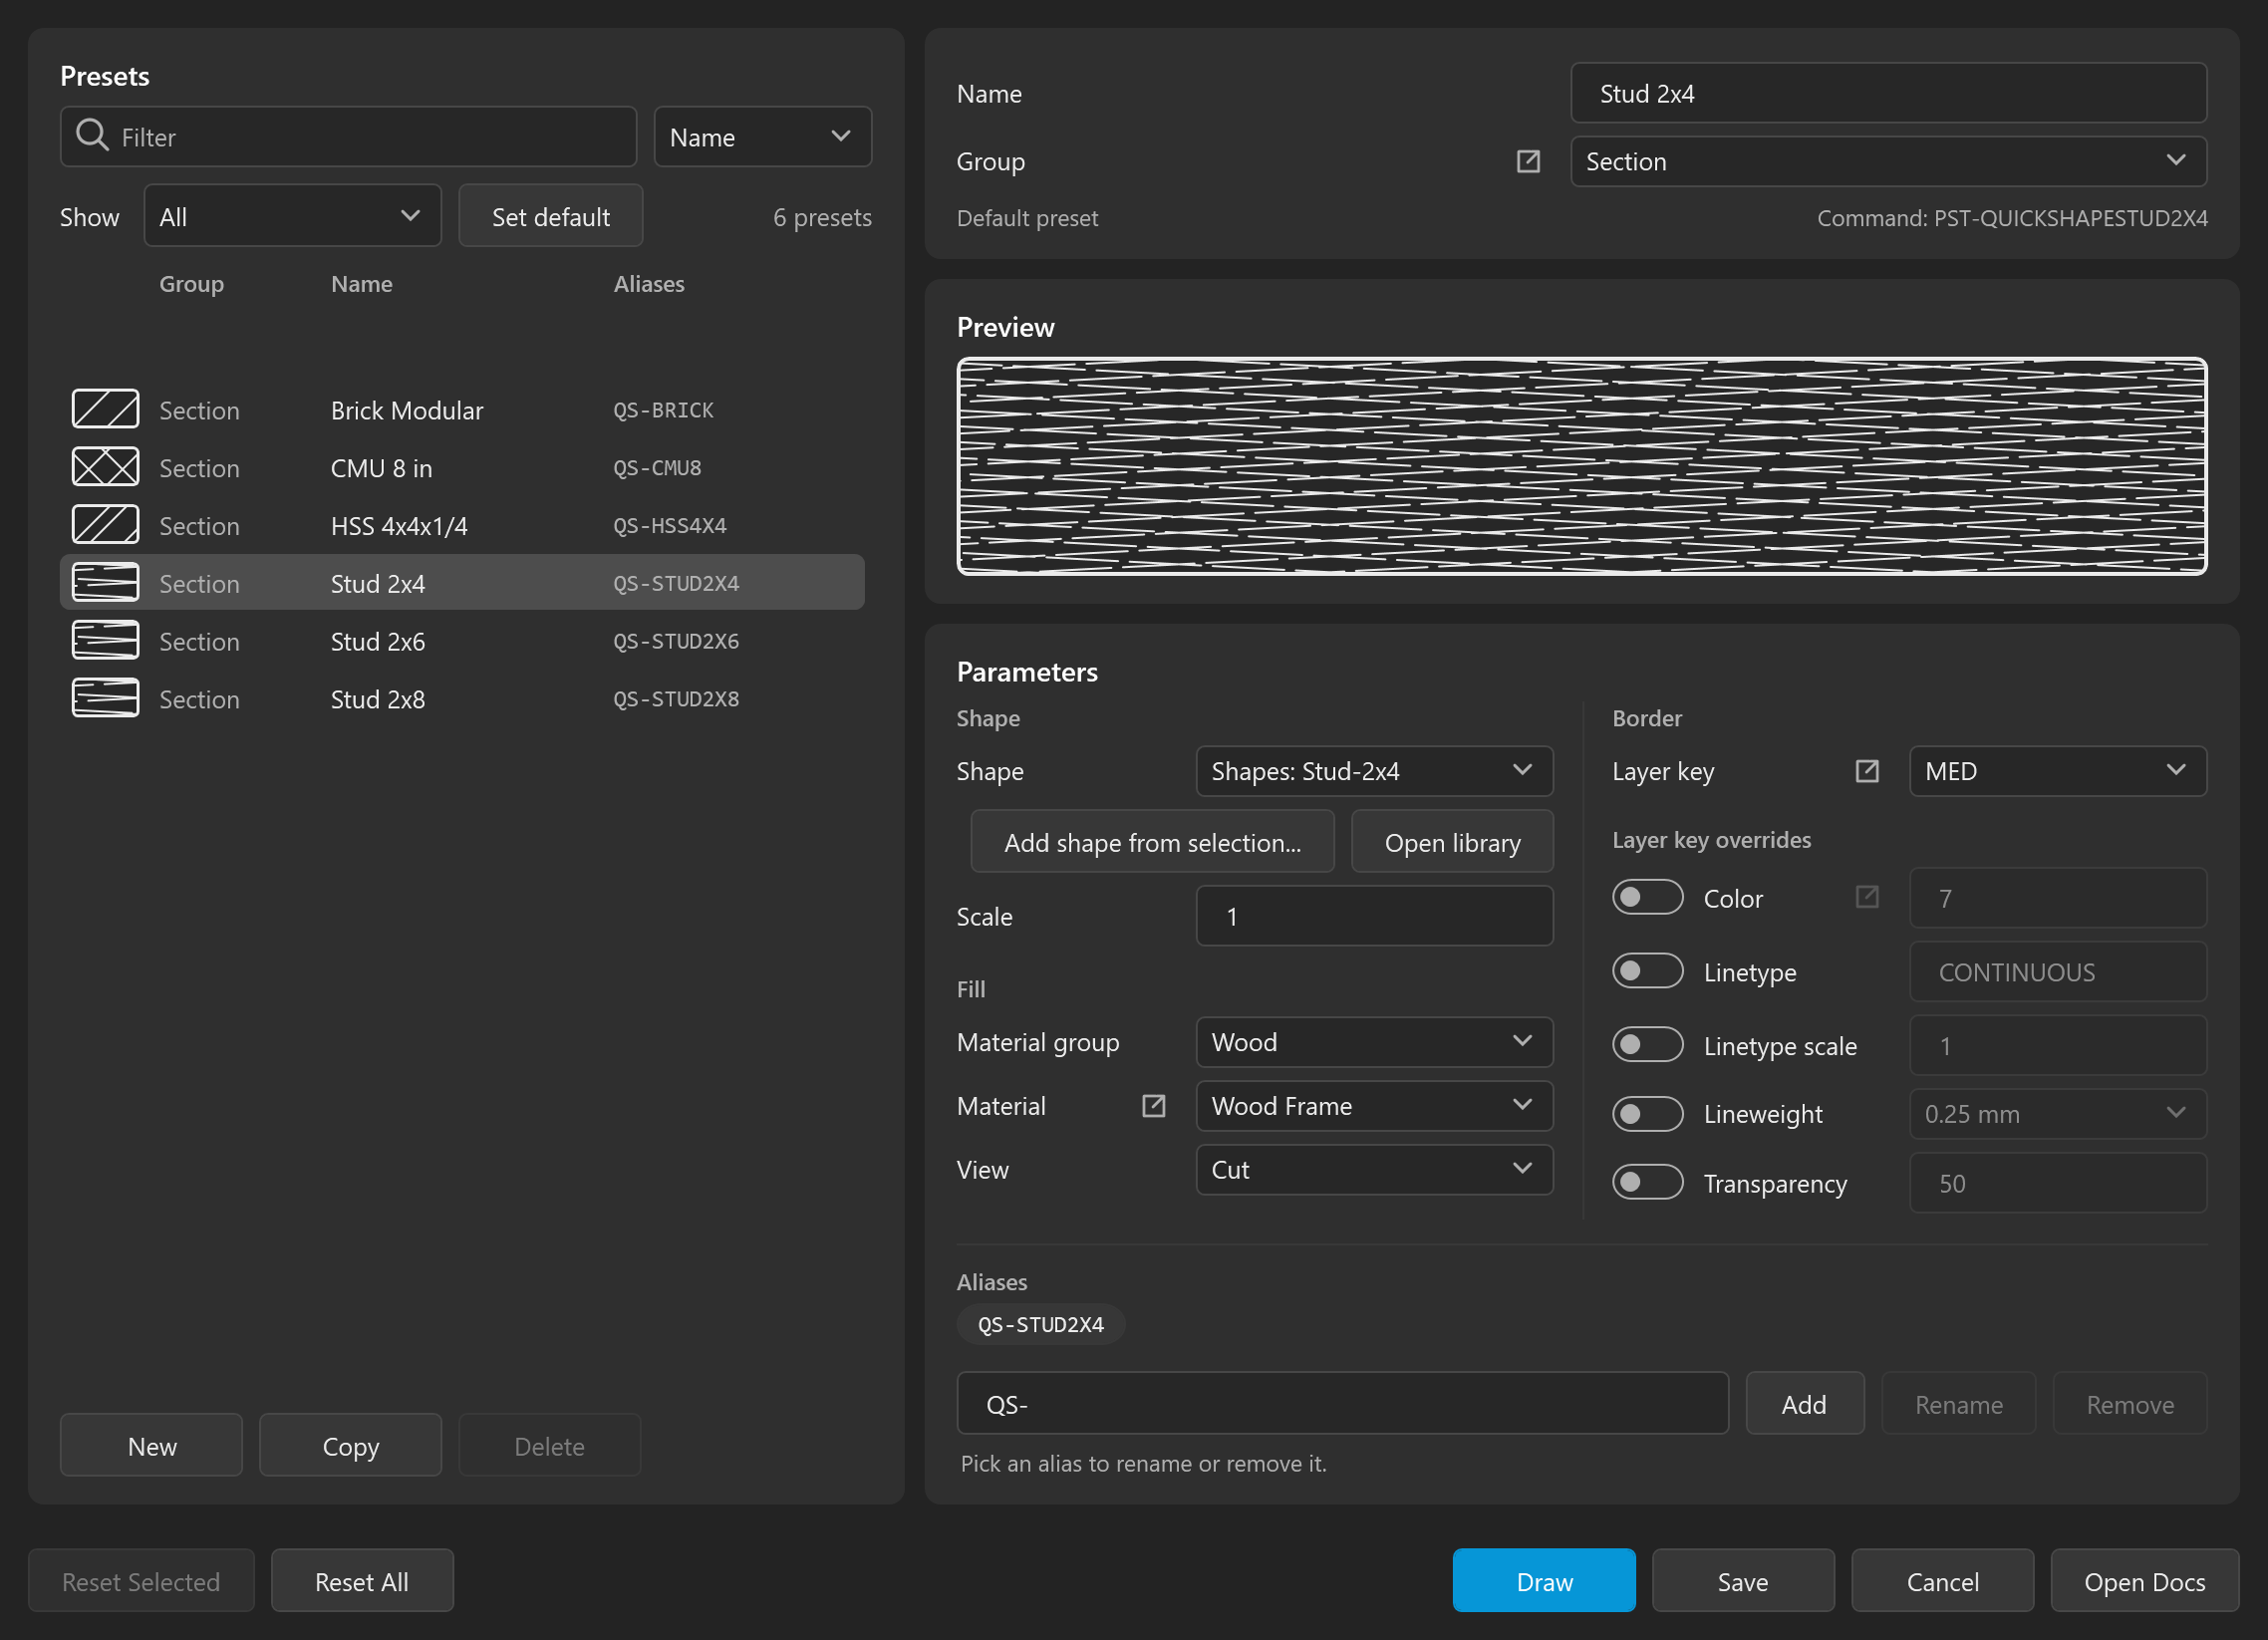 Presets
Filter
Name
Show
All
Set default
6 presets
Group Name Aliases
Section Brick Modular QS-BRICK
Section CMU 8 in QS-CMU8
Section HSS 4x4x1/4 QS-HSS4X4
Section Stud 2x4 QS-STUD2X4
Section Stud 2x6 QS-STUD2X6
Section Stud 2x8 QS-STUD2X8
New
Copy
Delete
Name
Stud 2x4
Group
Section
Default preset
Command: PST-QUICKSHAPESTUD2X4
Preview
Parameters
Shape
Shape
Shapes: Stud-2x4
Add shape from selection...
Open library
Scale
1
Fill
Material group
Wood
Material
Wood Frame
View
Cut
Border
Layer key
MED
Layer key overrides
Color
7
Linetype
CONTINUOUS
Linetype scale
1
Lineweight
0.25 mm
Transparency
50
Aliases
QS-STUD2X4
QS-
Add
Rename
Remove
Pick an alias to rename or remove it.
Reset Selected
Reset All
Draw
Save
Cancel
Open Docs